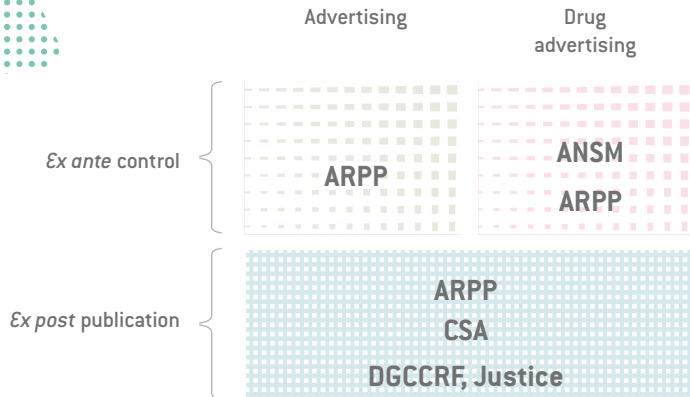 Advertising
Drug
advertising
Ex ante control
ARPP
ANSM
ARPP
Ex post publication
ARPP
CSA
DGCCRF, Justice